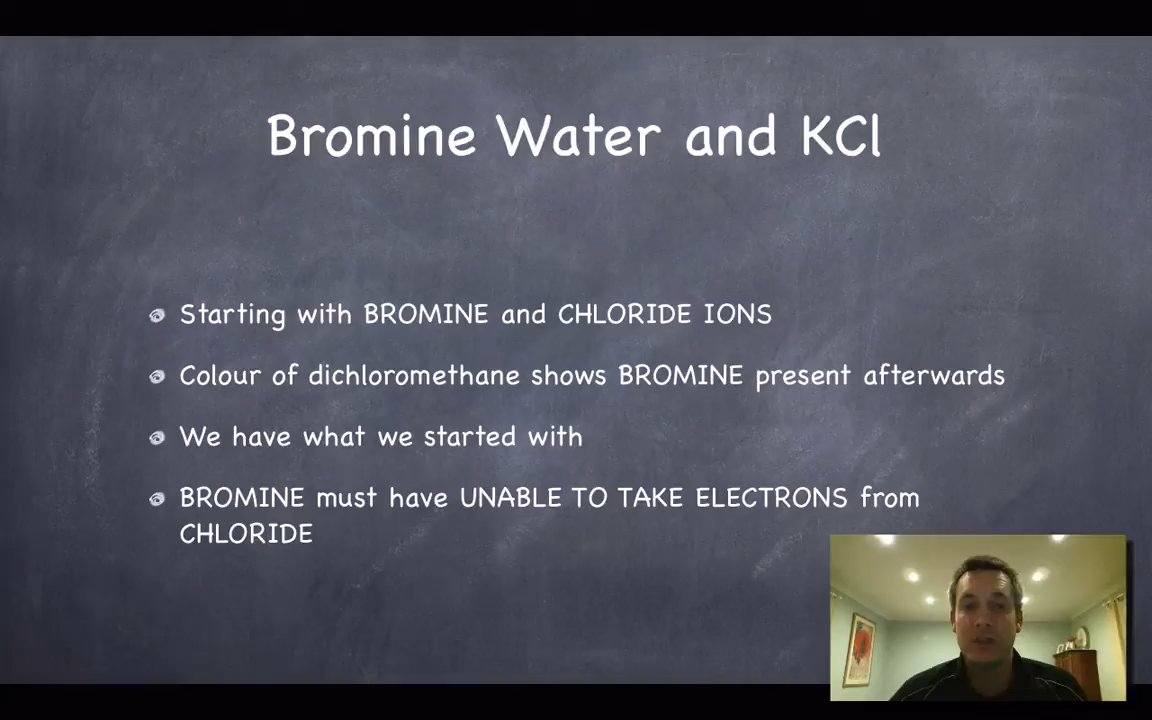 Bromine Water and KCl
Starting with BROMINE and CHLORIDE IONS
Colour of dichloromethane shows BROMINE present afterwards
We have what we started with
BROMINE must have UNABLE TO TAKE ELECTRONS from
CHLORIDE